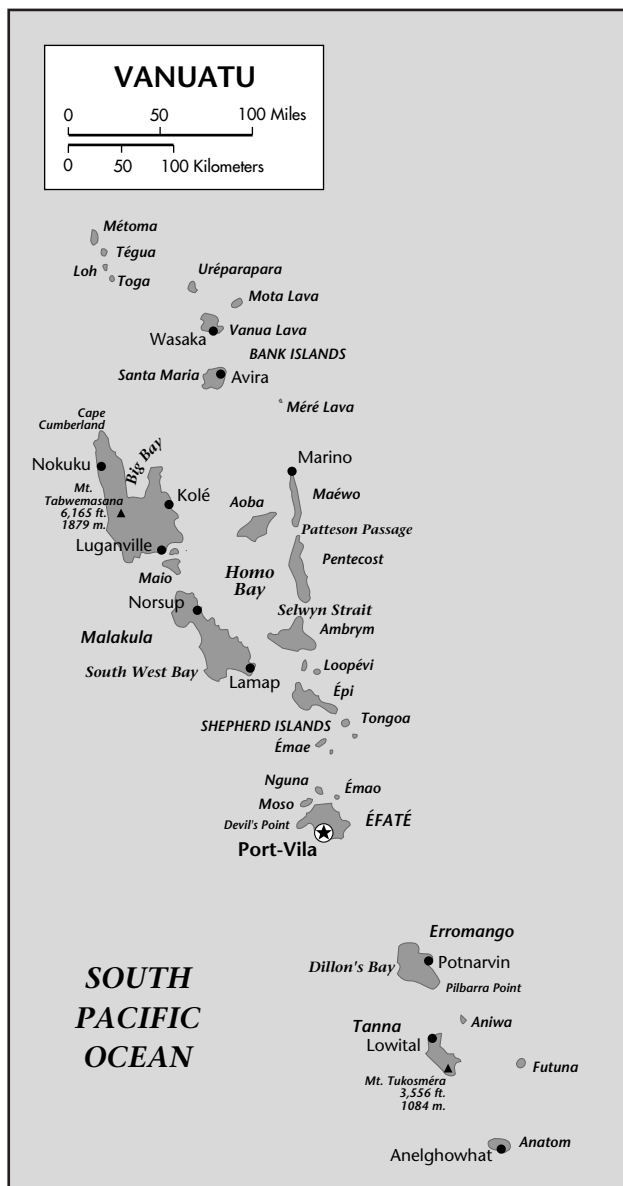 VANUATU
0 50 100 Miles
0 50 100 Kilometers
Métoma
Tégua
Loh
Toga
Uréparapara
Mota Lava
Wasaka
Vanua Lava
BANK ISLANDS
Santa Maria
Avira
Méré Lava
Cape
Cumberland
Big Bay
Nokuku
Marino
Mt.
Tabwemasana
6,165 ft.
1879 m.
Kolé
Aoba
Maéwo
Patteson Passage
Luganville
Maio
Homo
Bay
Pentecost
Norsup
Selwyn Strait
Malakula
Ambrym
South West Bay
Lamap
Loopévi
Épi
SHEPHERD ISLANDS
Tongoa
Émae
Nguna
Émao
Moso
Devil's Point
ÉFATÉ
Port-Vila
Erromango
Dillon's Bay
Potnarvin
Pilbarra Point
SOUTH
PACIFIC
OCEAN
Tanna
Aniwa
Lowital
Futuna
Mt. Tukosméra
3,556 ft.
1084 m.
Anatom
Anelghowhat